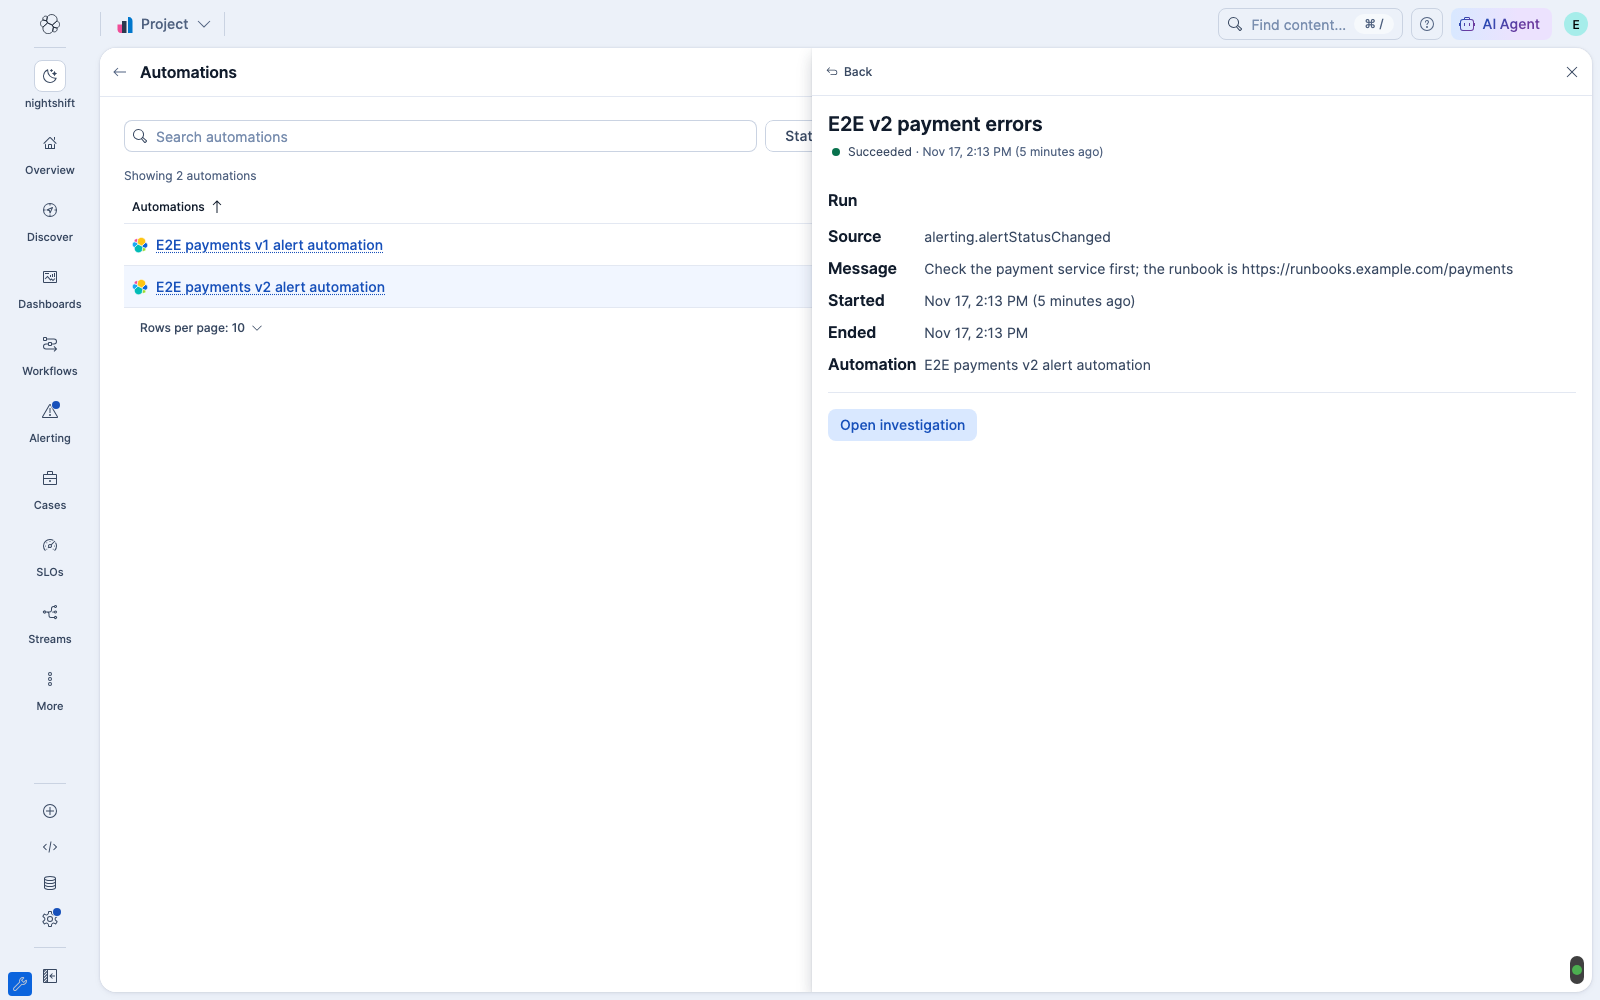 Project
Find content...
⌘ /
AI Agent
E
nightshift
Overview
Discover
Dashboards
Workflows
Alerting
Cases
SLOs
Streams
More
Automations
Search automations
Stat
Showing 2 automations
Automations
E2E payments v1 alert automation
E2E payments v2 alert automation
Rows per page: 10
Back
E2E v2 payment errors
Succeeded · Nov 17, 2:13 PM (5 minutes ago)
Run
Source alerting.alertStatusChanged
Message Check the payment service first; the runbook is https://runbooks.example.com/payments
Started Nov 17, 2:13 PM (5 minutes ago)
Ended Nov 17, 2:13 PM
Automation E2E payments v2 alert automation
Open investigation